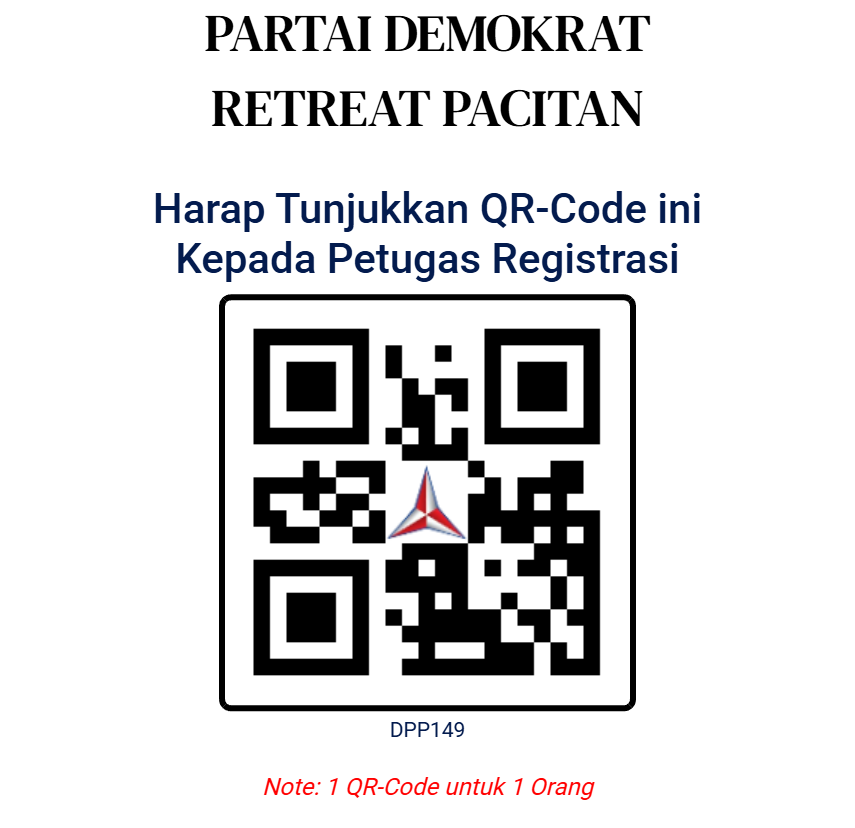 PARTAI DEMOKRAT
RETREAT PACITAN
Harap Tunjukkan QR-Code ini
Kepada Petugas Registrasi
DPP149
Note: 1 QR-Code untuk 1 Orang